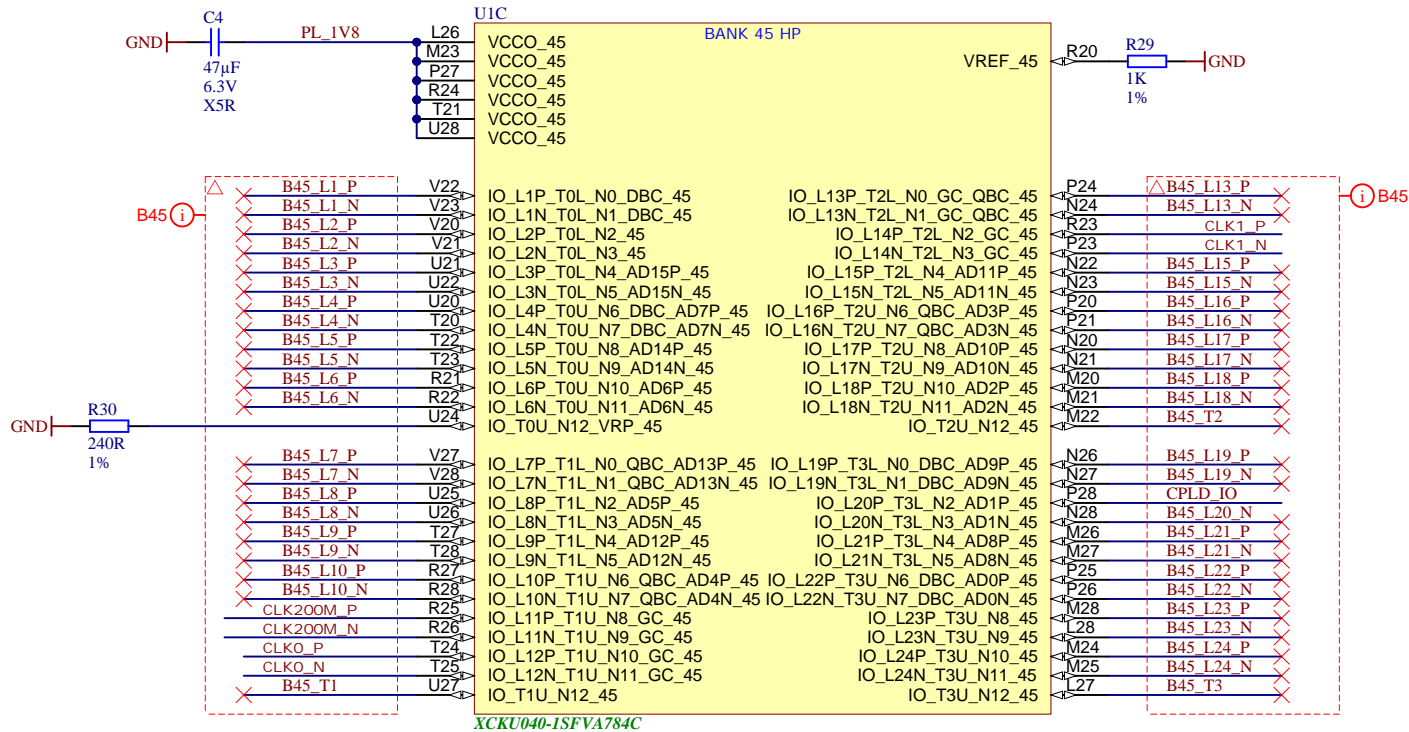 U1C
BANK 45 HP
C4
GND
PL_1V8
47µF
6.3V
X5R
L26 VCCO_45
M23 VCCO_45
P27 VCCO_45
R24 VCCO_45
T21 VCCO_45
U28 VCCO_45
VREF_45 R20
R29
GND
1K
1%
B45 i
i B45
B45_L1_P V22 IO_L1P_T0L_N0_DBC_45
B45_L1_N V23 IO_L1N_T0L_N1_DBC_45
B45_L2_P V20 IO_L2P_T0L_N2_45
B45_L2_N V21 IO_L2N_T0L_N3_45
B45_L3_P U21 IO_L3P_T0L_N4_AD15P_45
B45_L3_N U22 IO_L3N_T0L_N5_AD15N_45
B45_L4_P U20 IO_L4P_T0U_N6_DBC_AD7P_45
B45_L4_N T20 IO_L4N_T0U_N7_DBC_AD7N_45
B45_L5_P T22 IO_L5P_T0U_N8_AD14P_45
B45_L5_N T23 IO_L5N_T0U_N9_AD14N_45
B45_L6_P R21 IO_L6P_T0U_N10_AD6P_45
B45_L6_N R22 IO_L6N_T0U_N11_AD6N_45
U24 IO_T0U_N12_VRP_45
R30
GND
240R
1%
B45_L7_P V27 IO_L7P_T1L_N0_QBC_AD13P_45
B45_L7_N V28 IO_L7N_T1L_N1_QBC_AD13N_45
B45_L8_P U25 IO_L8P_T1L_N2_AD5P_45
B45_L8_N U26 IO_L8N_T1L_N3_AD5N_45
B45_L9_P T27 IO_L9P_T1L_N4_AD12P_45
B45_L9_N T28 IO_L9N_T1L_N5_AD12N_45
B45_L10_P R27 IO_L10P_T1U_N6_QBC_AD4P_45
B45_L10_N R28 IO_L10N_T1U_N7_QBC_AD4N_45
CLK200M_P R25 IO_L11P_T1U_N8_GC_45
CLK200M_N R26 IO_L11N_T1U_N9_GC_45
CLK0_P T24 IO_L12P_T1U_N10_GC_45
CLK0_N T25 IO_L12N_T1U_N11_GC_45
B45_T1 U27 IO_T1U_N12_45
IO_L13P_T2L_N0_GC_QBC_45 P24 B45_L13_P
IO_L13N_T2L_N1_GC_QBC_45 N24 B45_L13_N
IO_L14P_T2L_N2_GC_45 R23 CLK1_P
IO_L14N_T2L_N3_GC_45 P23 CLK1_N
IO_L15P_T2L_N4_AD11P_45 N22 B45_L15_P
IO_L15N_T2L_N5_AD11N_45 N23 B45_L15_N
IO_L16P_T2U_N6_QBC_AD3P_45 P20 B45_L16_P
IO_L16N_T2U_N7_QBC_AD3N_45 P21 B45_L16_N
IO_L17P_T2U_N8_AD10P_45 N20 B45_L17_P
IO_L17N_T2U_N9_AD10N_45 N21 B45_L17_N
IO_L18P_T2U_N10_AD2P_45 M20 B45_L18_P
IO_L18N_T2U_N11_AD2N_45 M21 B45_L18_N
IO_T2U_N12_45 M22 B45_T2
IO_L19P_T3L_N0_DBC_AD9P_45 N26 B45_L19_P
IO_L19N_T3L_N1_DBC_AD9N_45 N27 B45_L19_N
IO_L20P_T3L_N2_AD1P_45 P28 CPLD_IO
IO_L20N_T3L_N3_AD1N_45 N28 B45_L20_N
IO_L21P_T3L_N4_AD8P_45 M26 B45_L21_P
IO_L21N_T3L_N5_AD8N_45 M27 B45_L21_N
IO_L22P_T3U_N6_DBC_AD0P_45 P25 B45_L22_P
IO_L22N_T3U_N7_DBC_AD0N_45 P26 B45_L22_N
IO_L23P_T3U_N8_45 M28 B45_L23_P
IO_L23N_T3U_N9_45 L28 B45_L23_N
IO_L24P_T3U_N10_45 M24 B45_L24_P
IO_L24N_T3U_N11_45 M25 B45_L24_N
IO_T3U_N12_45 L27 B45_T3
XCKU040-1SFVA784C